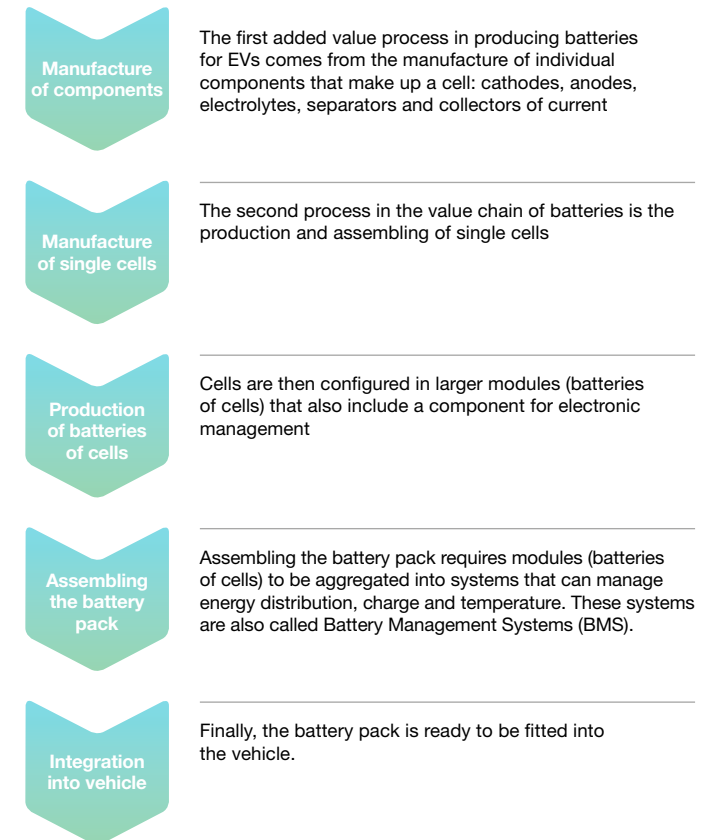 Manufacture
of components
The first added value process in producing batteries
for EVs comes from the manufacture of individual
components that make up a cell: cathodes, anodes,
electrolytes, separators and collectors of current
Manufacture
of single cells
The second process in the value chain of batteries is the
production and assembling of single cells
Production
of batteries
of cells
Cells are then configured in larger modules (batteries
of cells) that also include a component for electronic
management
Assembling
the battery
pack
Assembling the battery pack requires modules (batteries
of cells) to be aggregated into systems that can manage
energy distribution, charge and temperature. These systems
are also called Battery Management Systems (BMS).
Integration
into vehicle
Finally, the battery pack is ready to be fitted into
the vehicle.